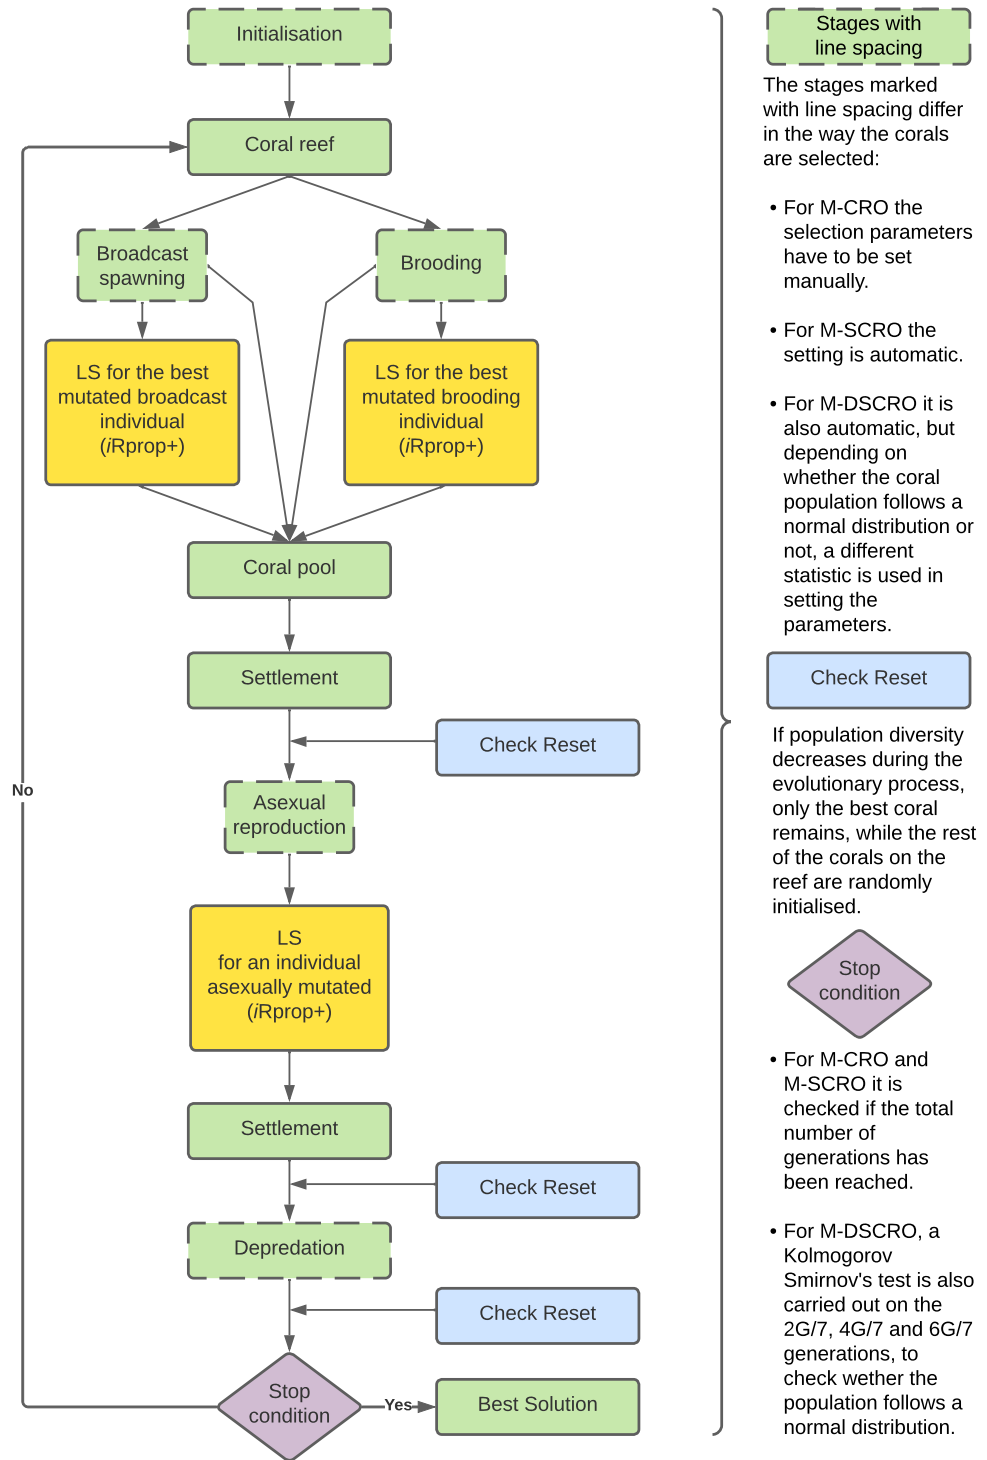 Initialisation
Coral reef
Broadcast
spawning
Brooding
LS for the best
mutated broadcast
individual
(iRprop+)
LS for the best
mutated brooding
individual
(iRprop+)
Coral pool
Settlement
Check Reset
No
Asexual
reproduction
LS
for an individual
asexually mutated
(iRprop+)
Settlement
Check Reset
Depredation
Check Reset
Stop
condition
Yes
Best Solution
Stages with
line spacing
The stages marked
with line spacing differ
in the way the corals
are selected:
• For M-CRO the
selection parameters
have to be set
manually.
• For M-SCRO the
setting is automatic.
• For M-DSCRO it is
also automatic, but
depending on
whether the coral
population follows a
normal distribution or
not, a different
statistic is used in
setting the
parameters.
Check Reset
If population diversity
decreases during the
evolutionary process,
only the best coral
remains, while the rest
of the corals on the
reef are randomly
initialised.
Stop
condition
• For M-CRO and
M-SCRO it is
checked if the total
number of
generations has
been reached.
• For M-DSCRO, a
Kolmogorov
Smirnov's test is also
carried out on the
2G/7, 4G/7 and 6G/7
generations, to
check wether the
population follows a
normal distribution.